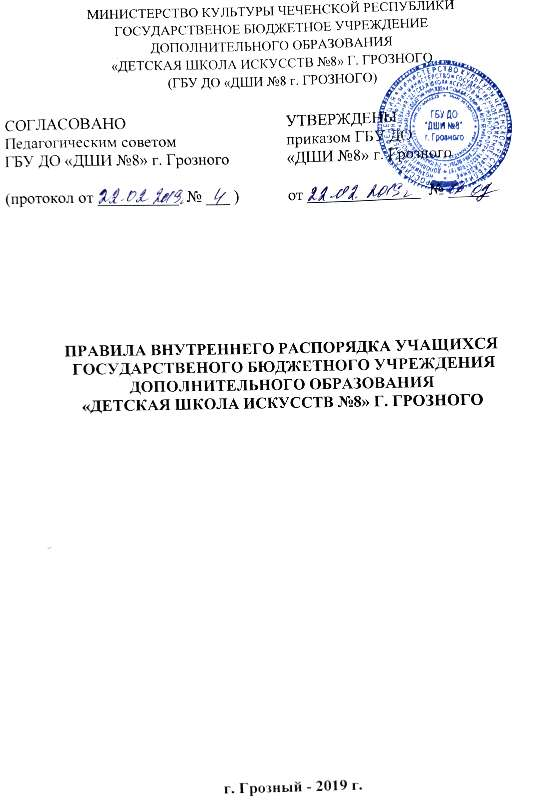 МИНИСТЕРСТВО КУЛЬТУРЫ ЧЕЧЕНСКОЙ РЕСПУБЛИКИ
ГОСУДАРСТВЕНОЕ БЮДЖЕТНОЕ УЧРЕЖДЕНИЕ
ДОПОЛНИТЕЛЬНОГО ОБРАЗОВАНИЯ
«ДЕТСКАЯ ШКОЛА ИСКУССТВ №8» Г. ГРОЗНОГО
(ГБУ ДО «ДШИ №8 г. ГРОЗНОГО)
СОГЛАСОВАНО
Педагогическим советом
ГБУ ДО «ДШИ №8» г. Грозного
(протокол от 22.02.2019 № 4 )
УТВЕРЖДЕНЫ
приказом ГБУ ДО
«ДШИ №8» г. Грозного
от 22.02.2019 г №
ГБУ ДО
"ДШИ №8"
г. Грозного
ПРАВИЛА ВНУТРЕННЕГО РАСПОРЯДКА УЧАЩИХСЯ
ГОСУДАРСТВЕНОГО БЮДЖЕТНОГО УЧРЕЖДЕНИЯ
ДОПОЛНИТЕЛЬНОГО ОБРАЗОВАНИЯ
«ДЕТСКАЯ ШКОЛА ИСКУССТВ №8» Г. ГРОЗНОГО
г. Грозный - 2019 г.